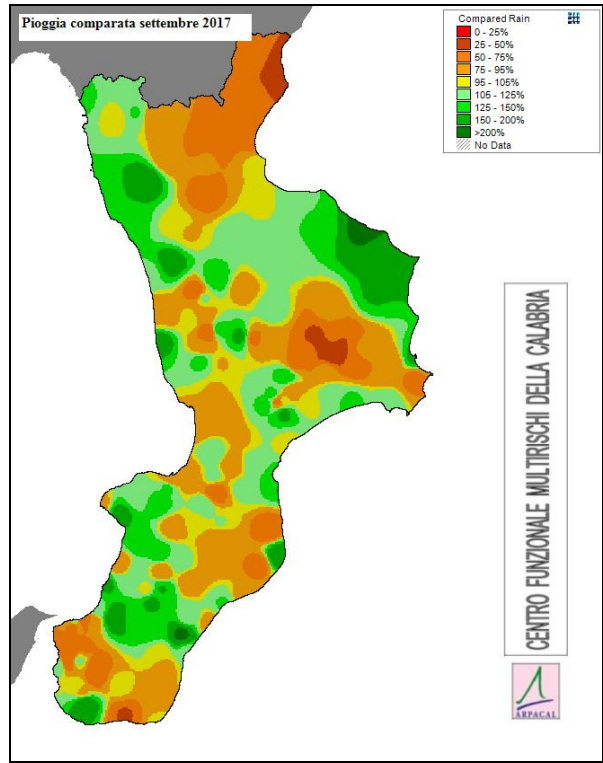 Pioggia comparata settembre 2017
Compared Rain
0 - 25%
25 - 50%
50 - 75%
75 - 95%
95 - 105%
105 - 125%
125 - 150%
150 - 200%
>200%
No Data
CENTRO FUNZIONALE MULTIRISCHI DELLA CALABRIA
ARPACAL